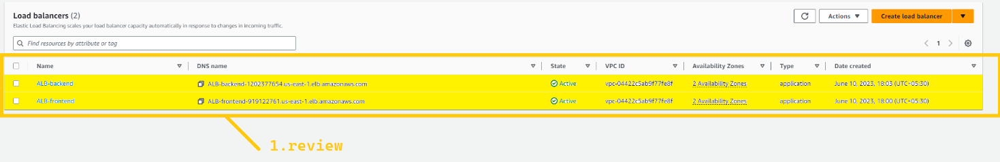 Load balancers (2)
Elastic Load Balancing scales your load balancer capacity automatically in response to changes in incoming traffic.
Actions
Create load balancer
Find resources by attribute or tag
1
Name DNS name State VPC ID Availability Zones Type Date created
ALB-backend ALB-backend-1202377654.us-east-1.elb.amazonaws.com Active vpc-04422c5ab9f77fe8f 2 Availability Zones application June 10, 2023, 18:03 (UTC+05:30)
ALB-frontend ALB-frontend-919122761.us-east-1.elb.amazonaws.com Active vpc-04422c5ab9f77fe8f 2 Availability Zones application June 10, 2023, 18:00 (UTC+05:30)
1.review